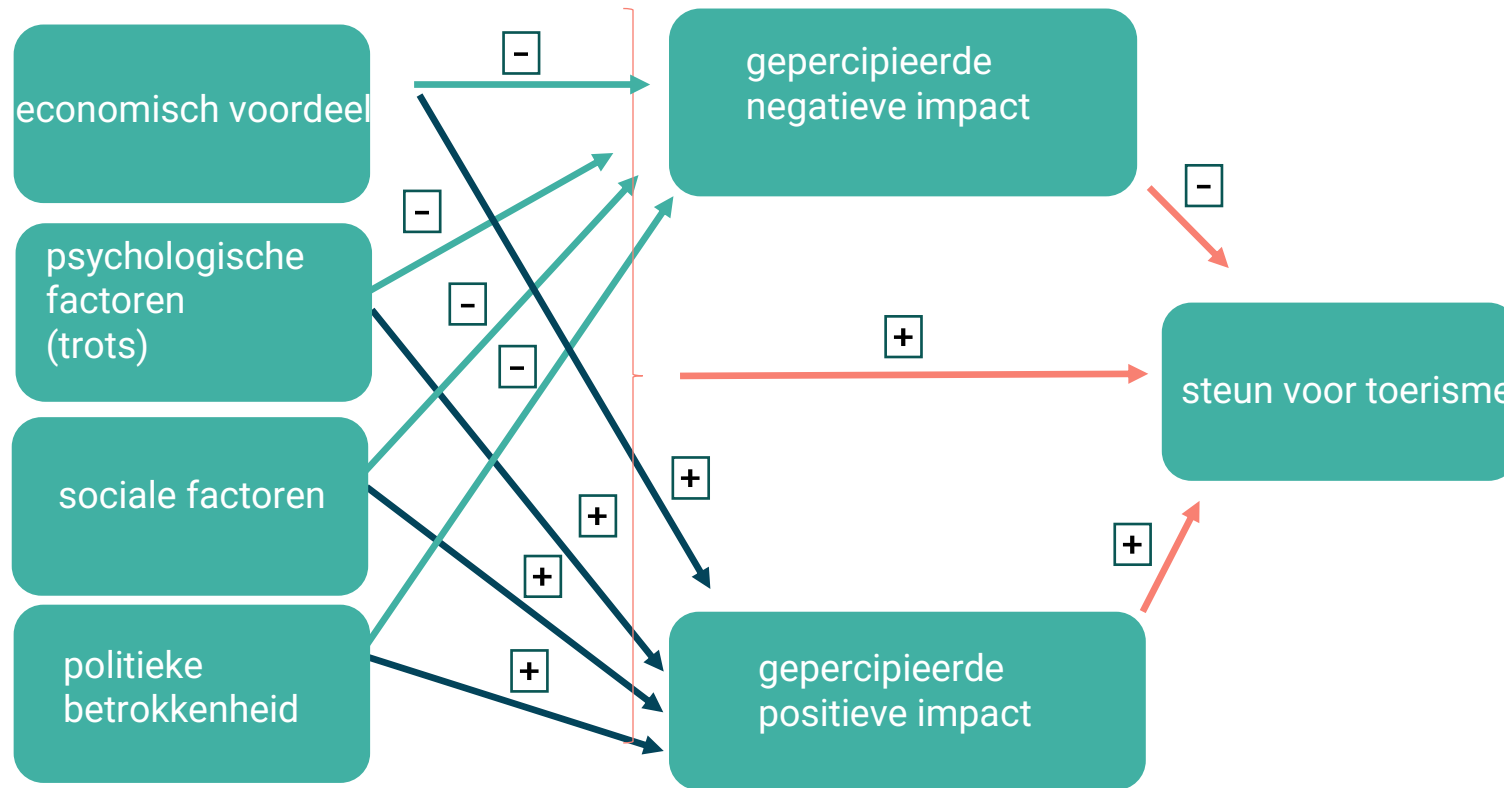 economisch voordeel
psychologische
factoren
(trots)
sociale factoren
politieke
betrokkenheid
-
-
-
-
+
+
+
+
gepercipieerde
negatieve impact
gepercipieerde
positieve impact
-
+
+
steun voor toerisme